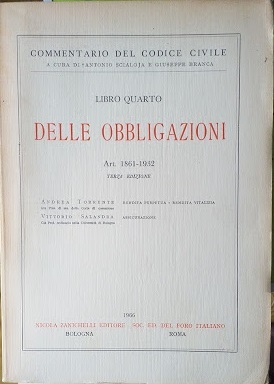 COMMENTARIO DEL CODICE CIVILE
A CURA DI ANTONIO SCIALOJA E GIUSEPPE BRANCA
LIBRO QUARTO
DELLE OBBLIGAZIONI
Art. 1861-1932
TERZA EDIZIONE
ANDREA TORRENTE RENDITA PERPETUA - RENDITA VITALIZIA
VITTORIO SALANDRA ASSICURAZIONE
1966
NICOLA ZANICHELLI EDITORE SOC. ED. DEL FORO ITALIANO
BOLOGNA ROMA